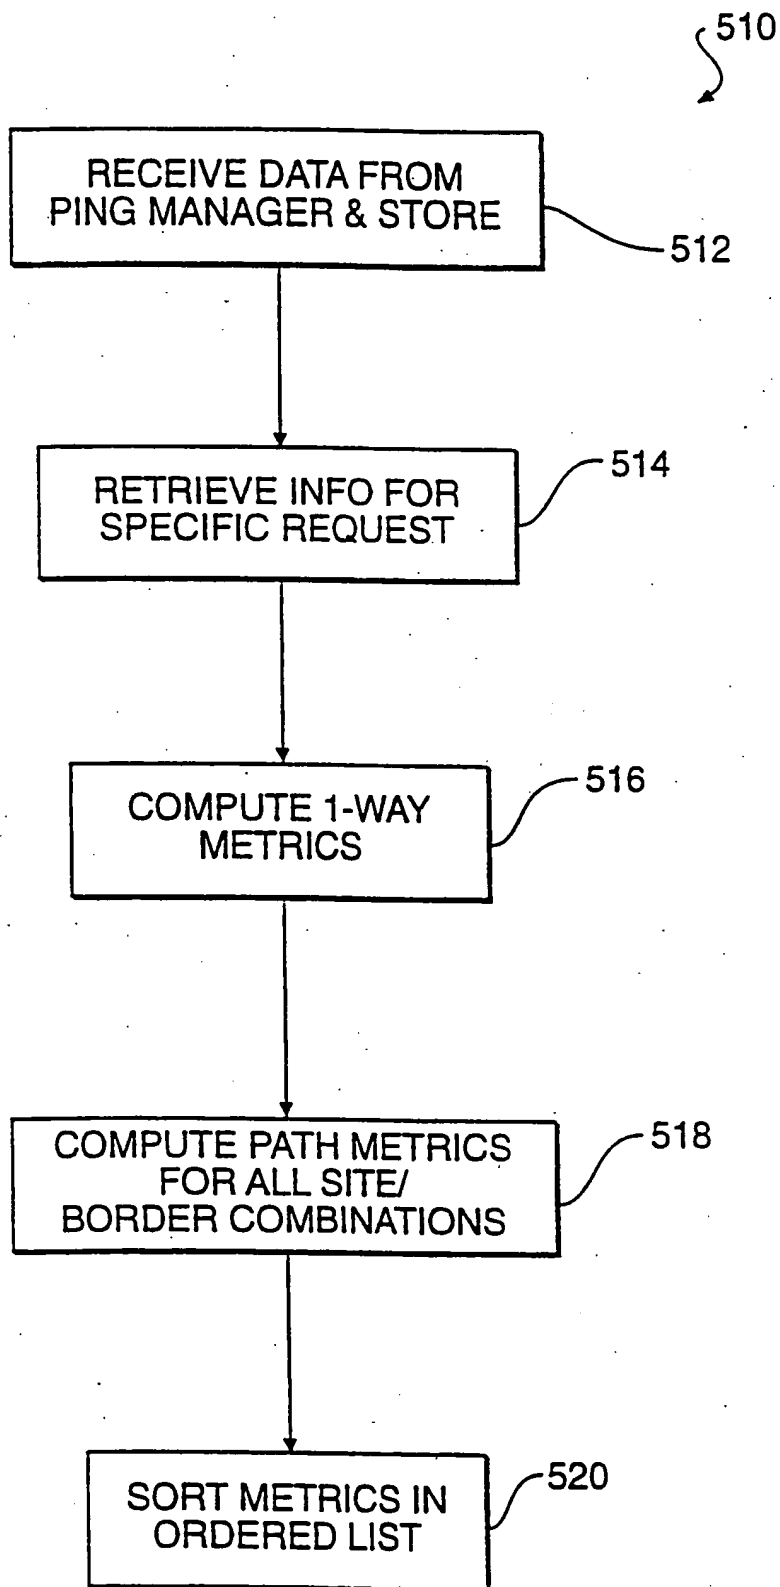 510
RECEIVE DATA FROM
PING MANAGER & STORE
512
RETRIEVE INFO FOR
SPECIFIC REQUEST
514
COMPUTE 1-WAY
METRICS
516
COMPUTE PATH METRICS
FOR ALL SITE/
BORDER COMBINATIONS
518
SORT METRICS IN
ORDERED LIST
520